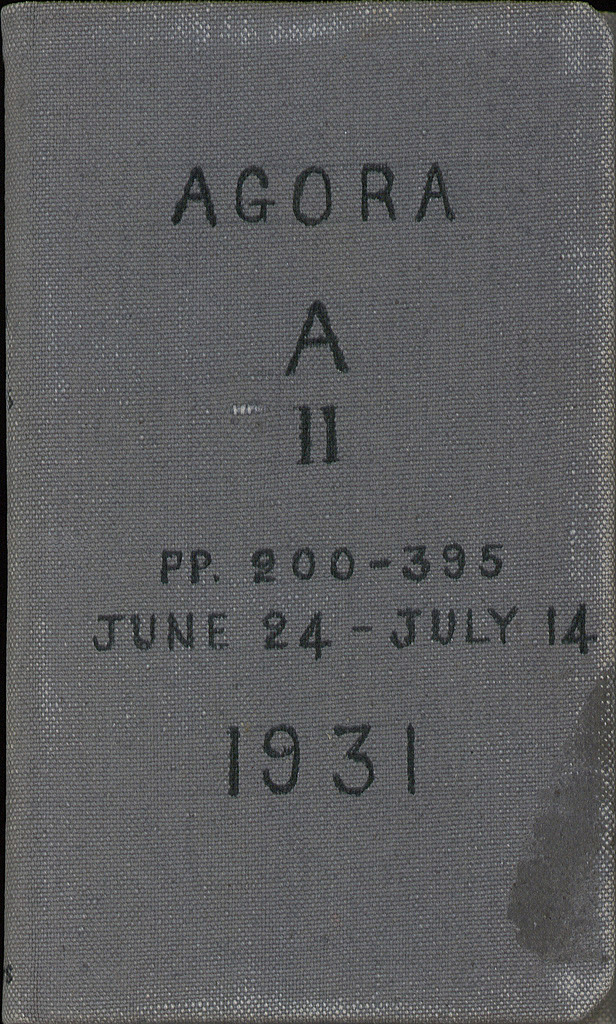 AGORA
A
II
PP. 200-395
JUNE 24 - JULY 14
1931